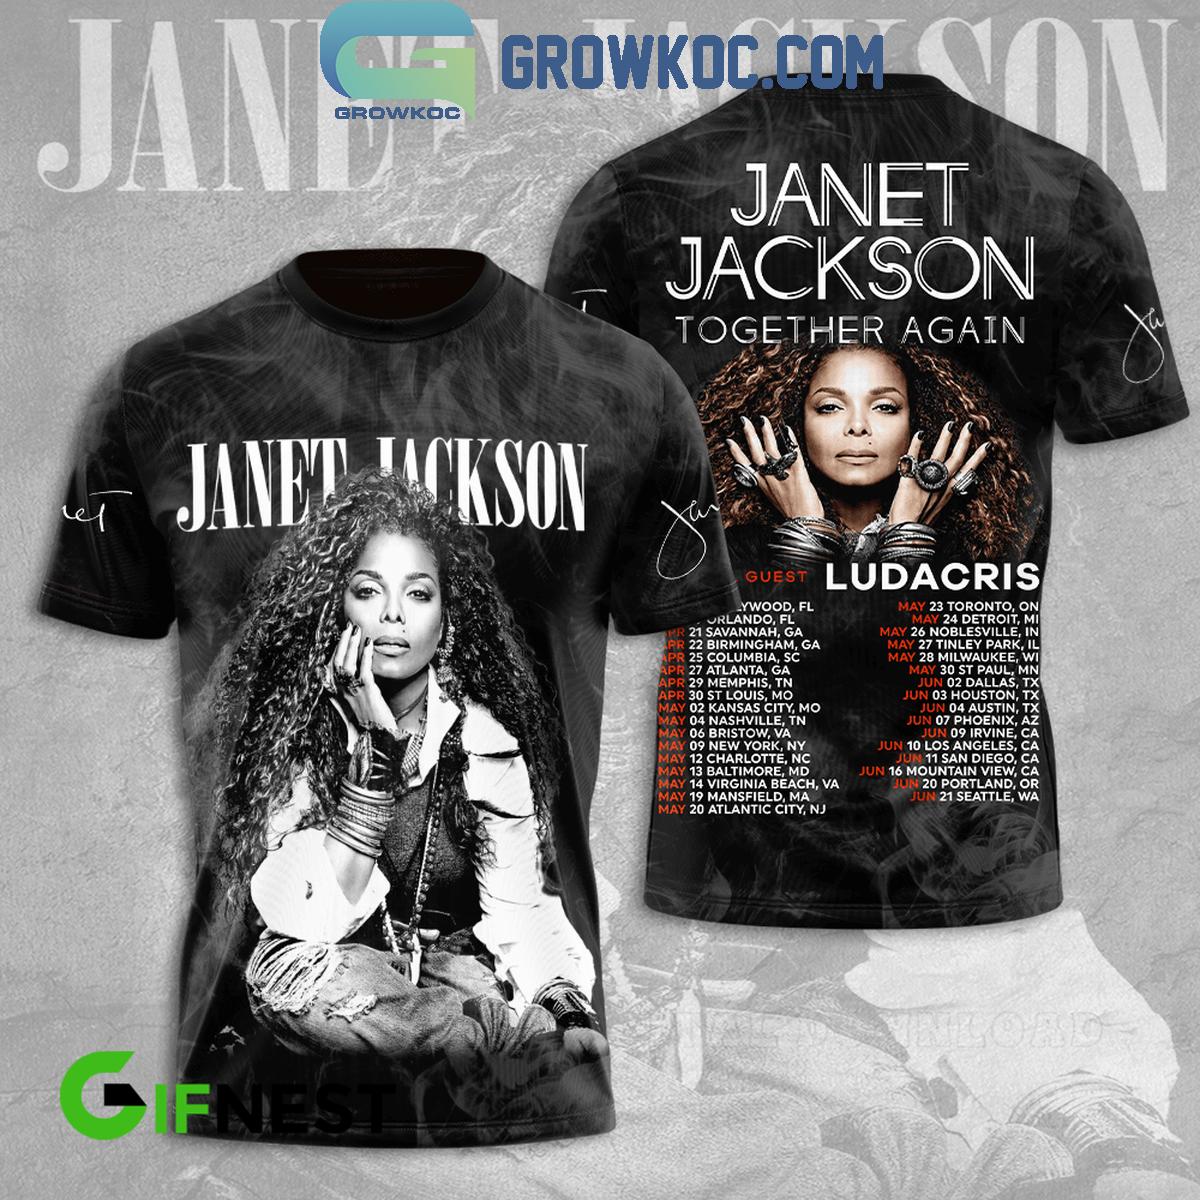 JANET JACKSON
GROWKOC
GROWKOC.COM
JANET
JACKSON
TOGETHER AGAIN
JANET JACKSON
GUEST LUDACRIS
ORLANDO, FL
APR 21 SAVANNAH, GA
APR 22 BIRMINGHAM, GA
APR 25 COLUMBIA, SC
APR 27 ATLANTA, GA
APR 29 MEMPHIS, TN
APR 30 ST LOUIS, MO
MAY 02 KANSAS CITY, MO
MAY 04 NASHVILLE, TN
MAY 06 BRISTOW, VA
MAY 09 NEW YORK, NY
MAY 12 CHARLOTTE, NC
MAY 13 BALTIMORE, MD
MAY 14 VIRGINIA BEACH, VA
MAY 19 MANSFIELD, MA
MAY 20 ATLANTIC CITY, NJ
MAY 23 TORONTO, ON
MAY 24 DETROIT, MI
MAY 26 NOBLESVILLE, IN
MAY 27 TINLEY PARK, IL
MAY 28 MILWAUKEE, WI
MAY 30 ST PAUL, MN
JUN 02 DALLAS, TX
JUN 03 HOUSTON, TX
JUN 04 AUSTIN, TX
JUN 07 PHOENIX, AZ
JUN 09 IRVINE, CA
JUN 10 LOS ANGELES, CA
JUN 11 SAN DIEGO, CA
JUN 16 MOUNTAIN VIEW, CA
JUN 20 PORTLAND, OR
JUN 21 SEATTLE, WA
GIFNEST